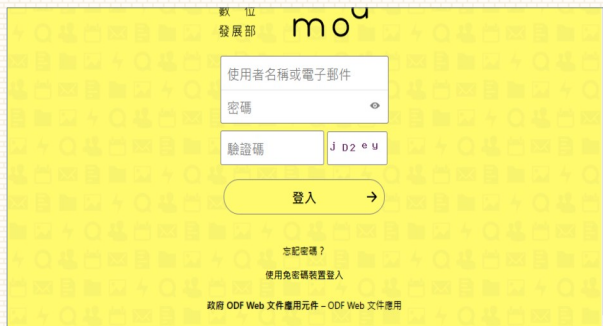 數位
發展部
moda
使用者名稱或電子郵件
密碼
驗證碼
jD2ey
登入
忘記密碼？
使用免密碼裝置登入
政府 ODF Web 文件應用元件 – ODF Web 文件應用